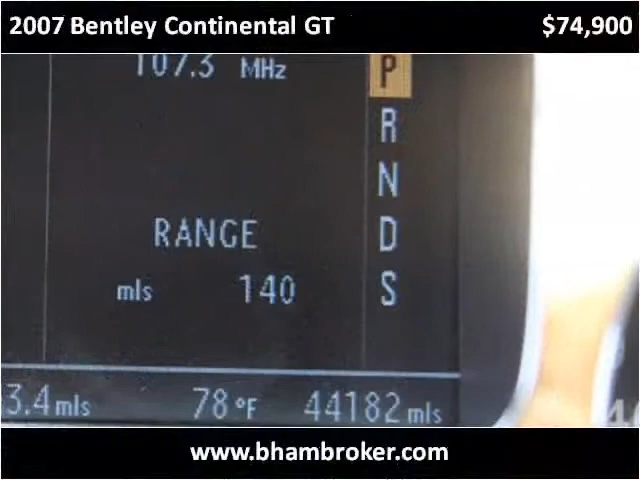 2007 Bentley Continental GT $74,900
107.3 MHz P
R
N
RANGE D
mls 140 S
3.4 mls 78 °F 44182 mls
www.bhambroker.com